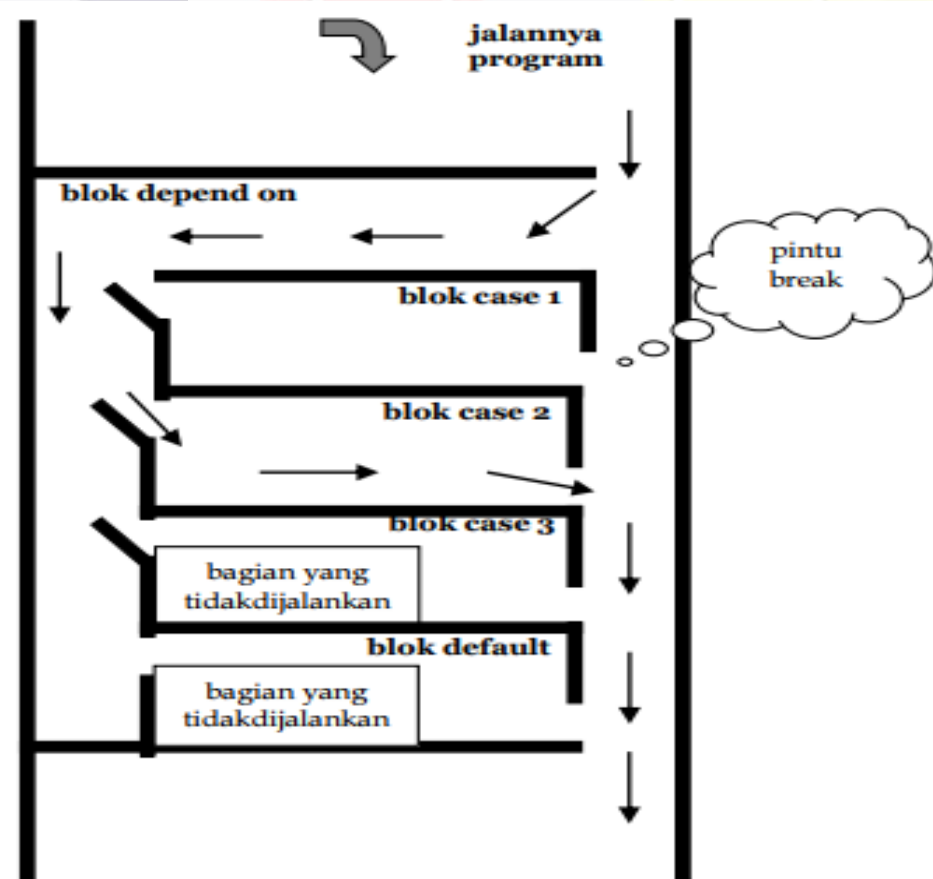 jalannya
program
blok depend on
pintu
break
blok case 1
blok case 2
blok case 3
bagian yang
tidakdijalankan
blok default
bagian yang
tidakdijalankan